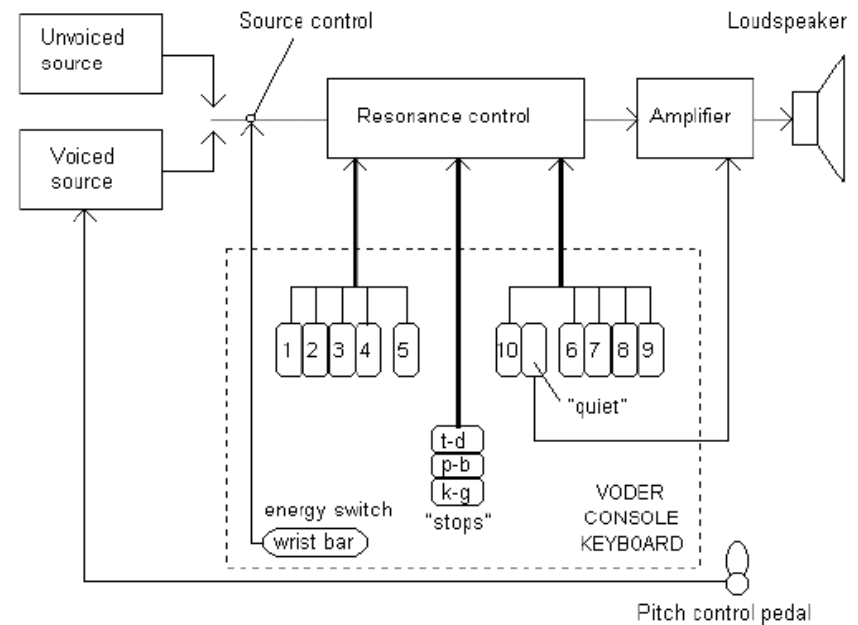 Unvoiced
source
Source control
Loudspeaker
Resonance control
Amplifier
Voiced
source
1 2 3 4 5
10 6 7 8 9
"quiet"
t-d
p-b
k-g
"stops"
energy switch
wrist bar
VODER
CONSOLE
KEYBOARD
Pitch control pedal